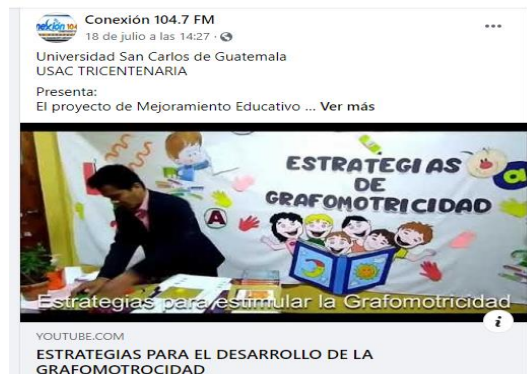 Conexión 104.7 FM
18 de julio a las 14:27 ·
Universidad San Carlos de Guatemala
USAC TRICENTENARIA
Presenta:
El proyecto de Mejoramiento Educativo ... Ver más
ESTRATEGIAS
DE
GRAFOMOTRICIDAD
a
A
Estrategias para estimular la Grafomotricidad
YOUTUBE.COM
ESTRATEGIAS PARA EL DESARROLLO DE LA
GRAFOMOTROCIDAD